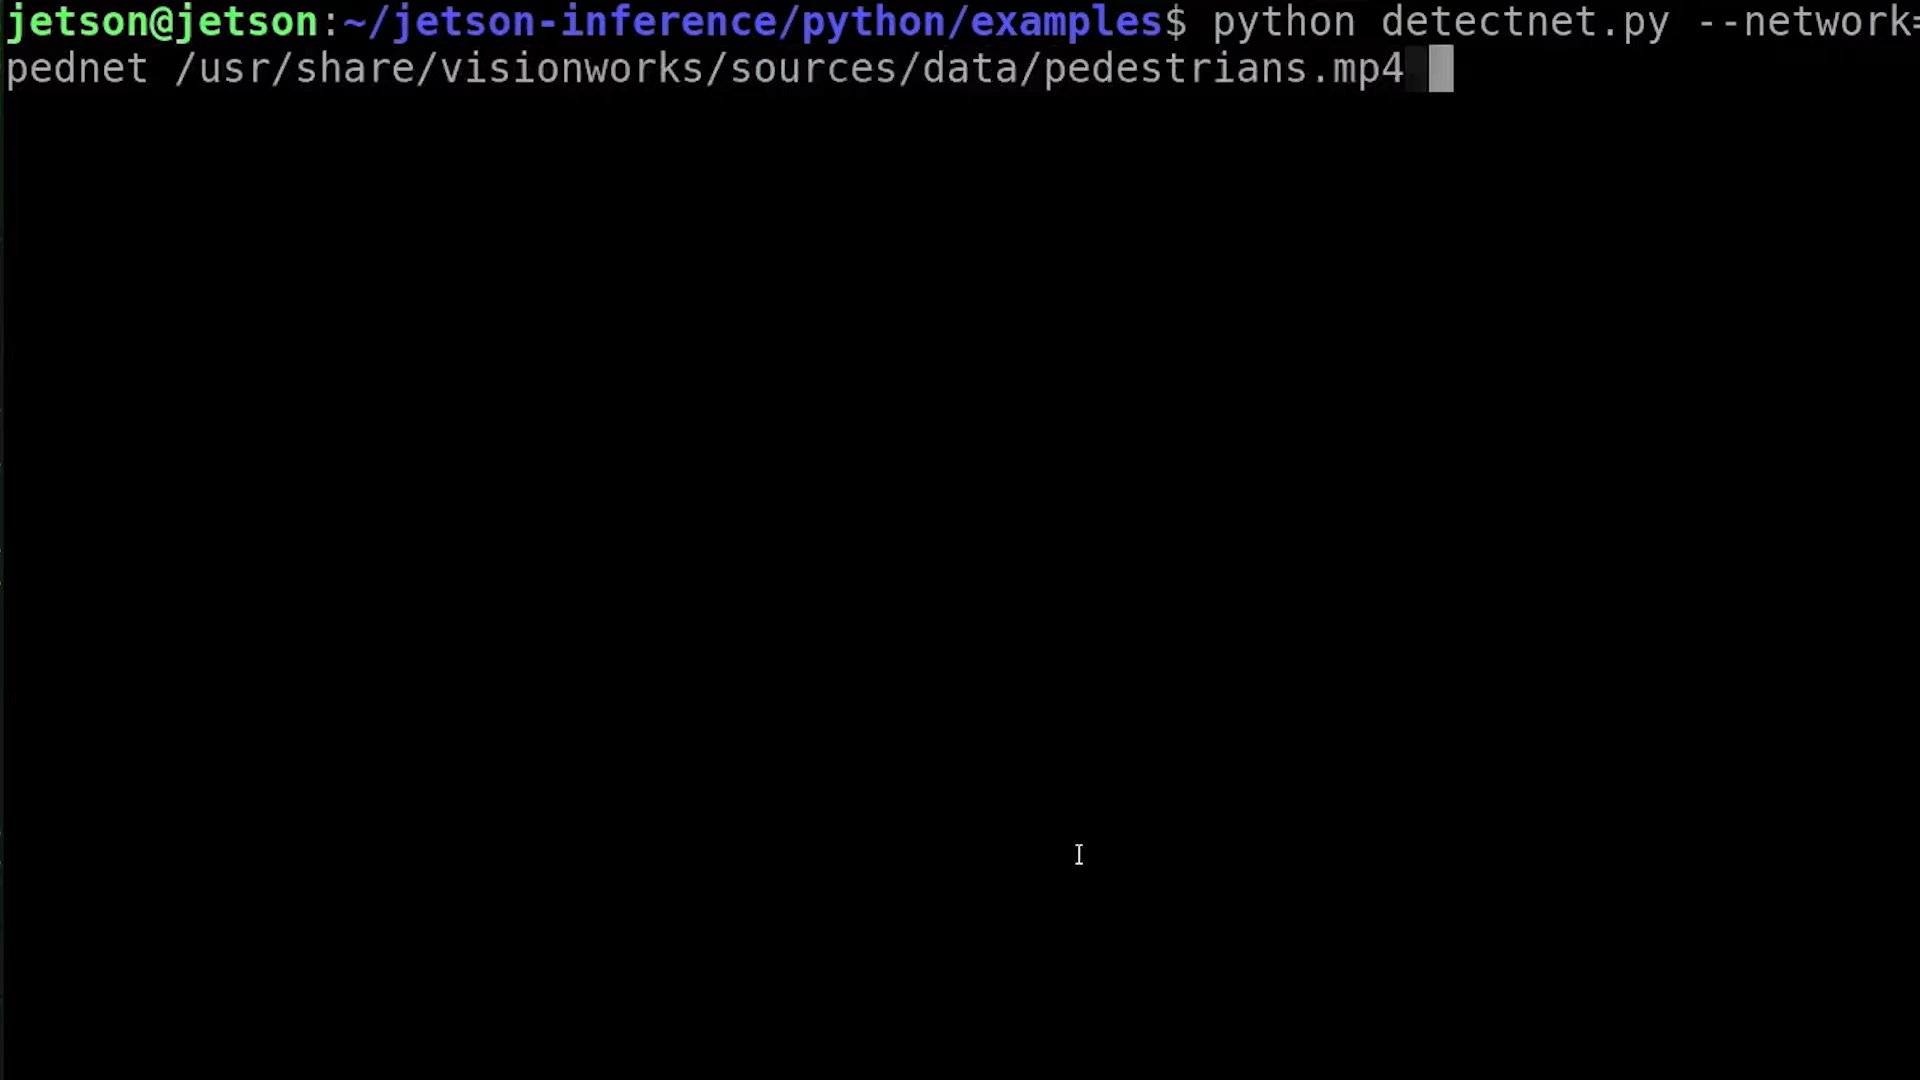 jetson@jetson:~/jetson-inference/python/examples$ python detectnet.py --network=
pednet /usr/share/visionworks/sources/data/pedestrians.mp4